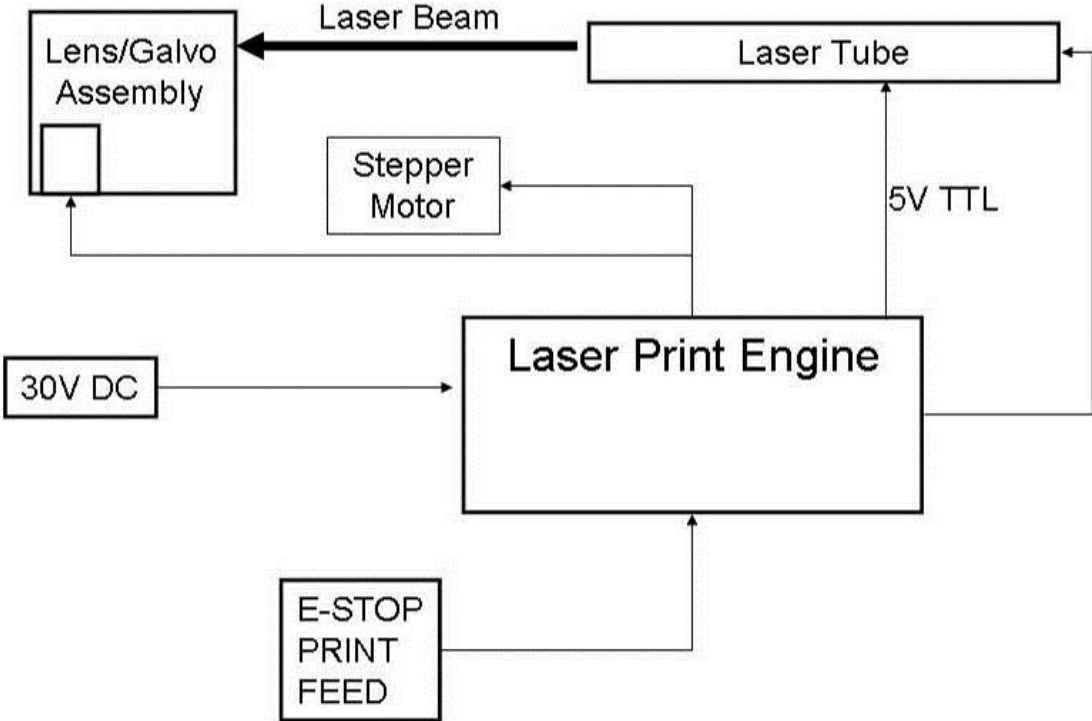 Laser Beam
Lens/Galvo
Assembly
Laser Tube
Stepper
Motor
5V TTL
Laser Print Engine
30V DC
E-STOP
PRINT
FEED